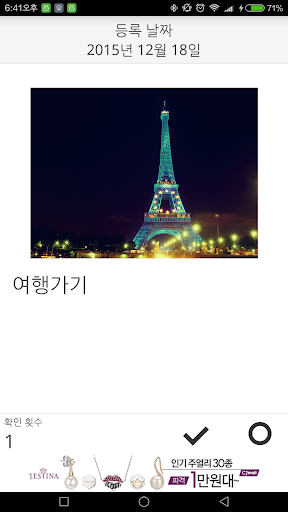 6:41오후
71%
등록 날짜
2015년 12월 18일
여행가기
확인 횟수
1
J.ESTINA
인기 주얼리 30종
파격 1만원대~ CJmall